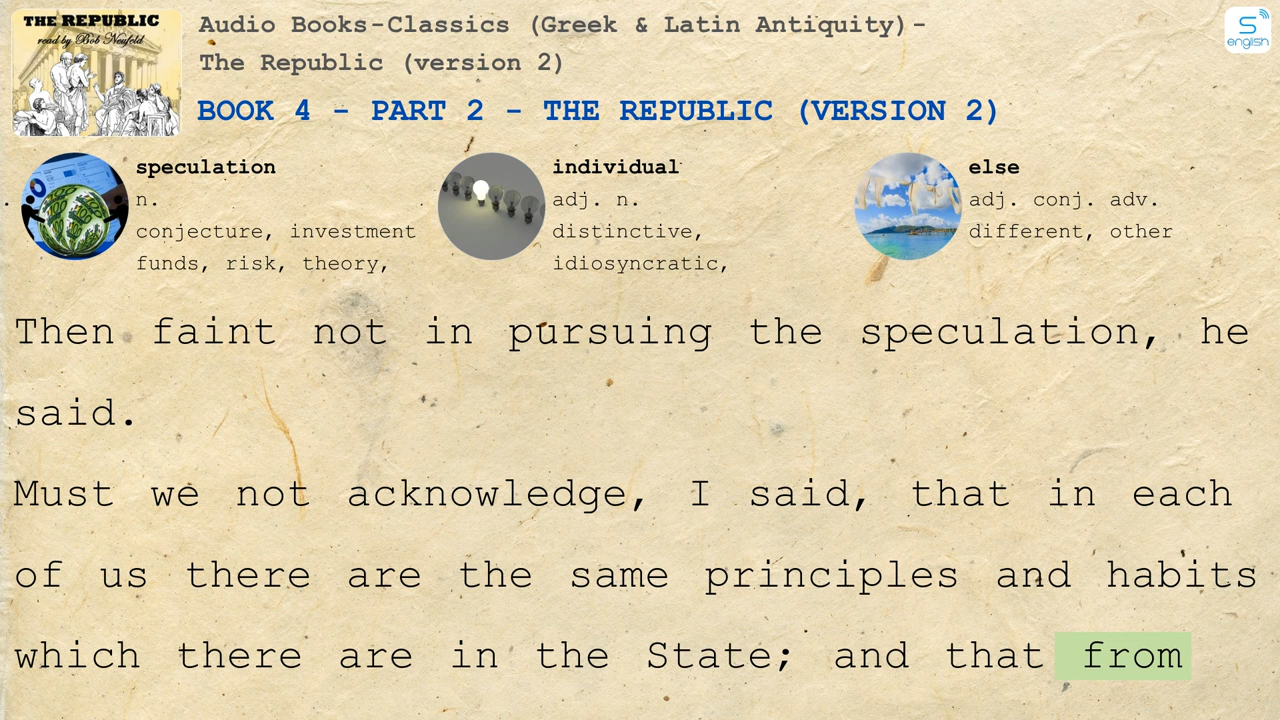 THE REPUBLIC
read by Bob Neufeld
Audio Books-Classics (Greek & Latin Antiquity)-
The Republic (version 2)
BOOK 4 - PART 2 - THE REPUBLIC (VERSION 2)
S
english
speculation
n.
conjecture, investment
funds, risk, theory,
individual
adj. n.
distinctive,
idiosyncratic,
else
adj. conj. adv.
different, other
Then faint not in pursuing the speculation, he
said.
Must we not acknowledge, I said, that in each
of us there are the same principles and habits
which there are in the State; and that from